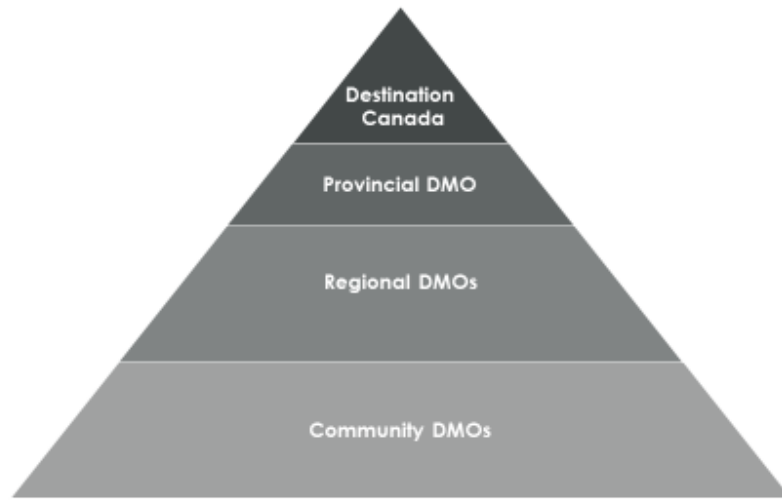 Destination
Canada
Provincial DMO
Regional DMOs
Community DMOs